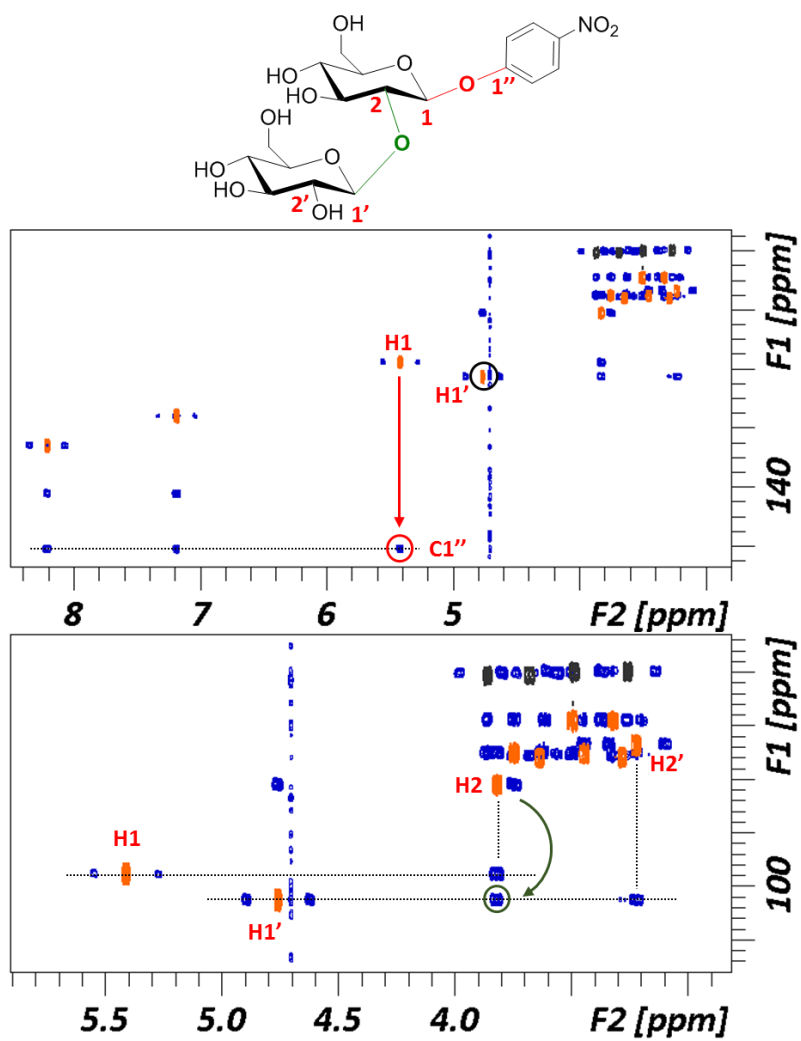 OH
NO₂
HO
O
O
1''
HO
2
1
OH
O
HO
O
HO
2'
OH
1'
H1
H1'
C1''
F1 [ppm]
140
8 7 6 5 F2 [ppm]
H2
H2'
H1
H1'
F1 [ppm]
100
5.5 5.0 4.5 4.0 F2 [ppm]